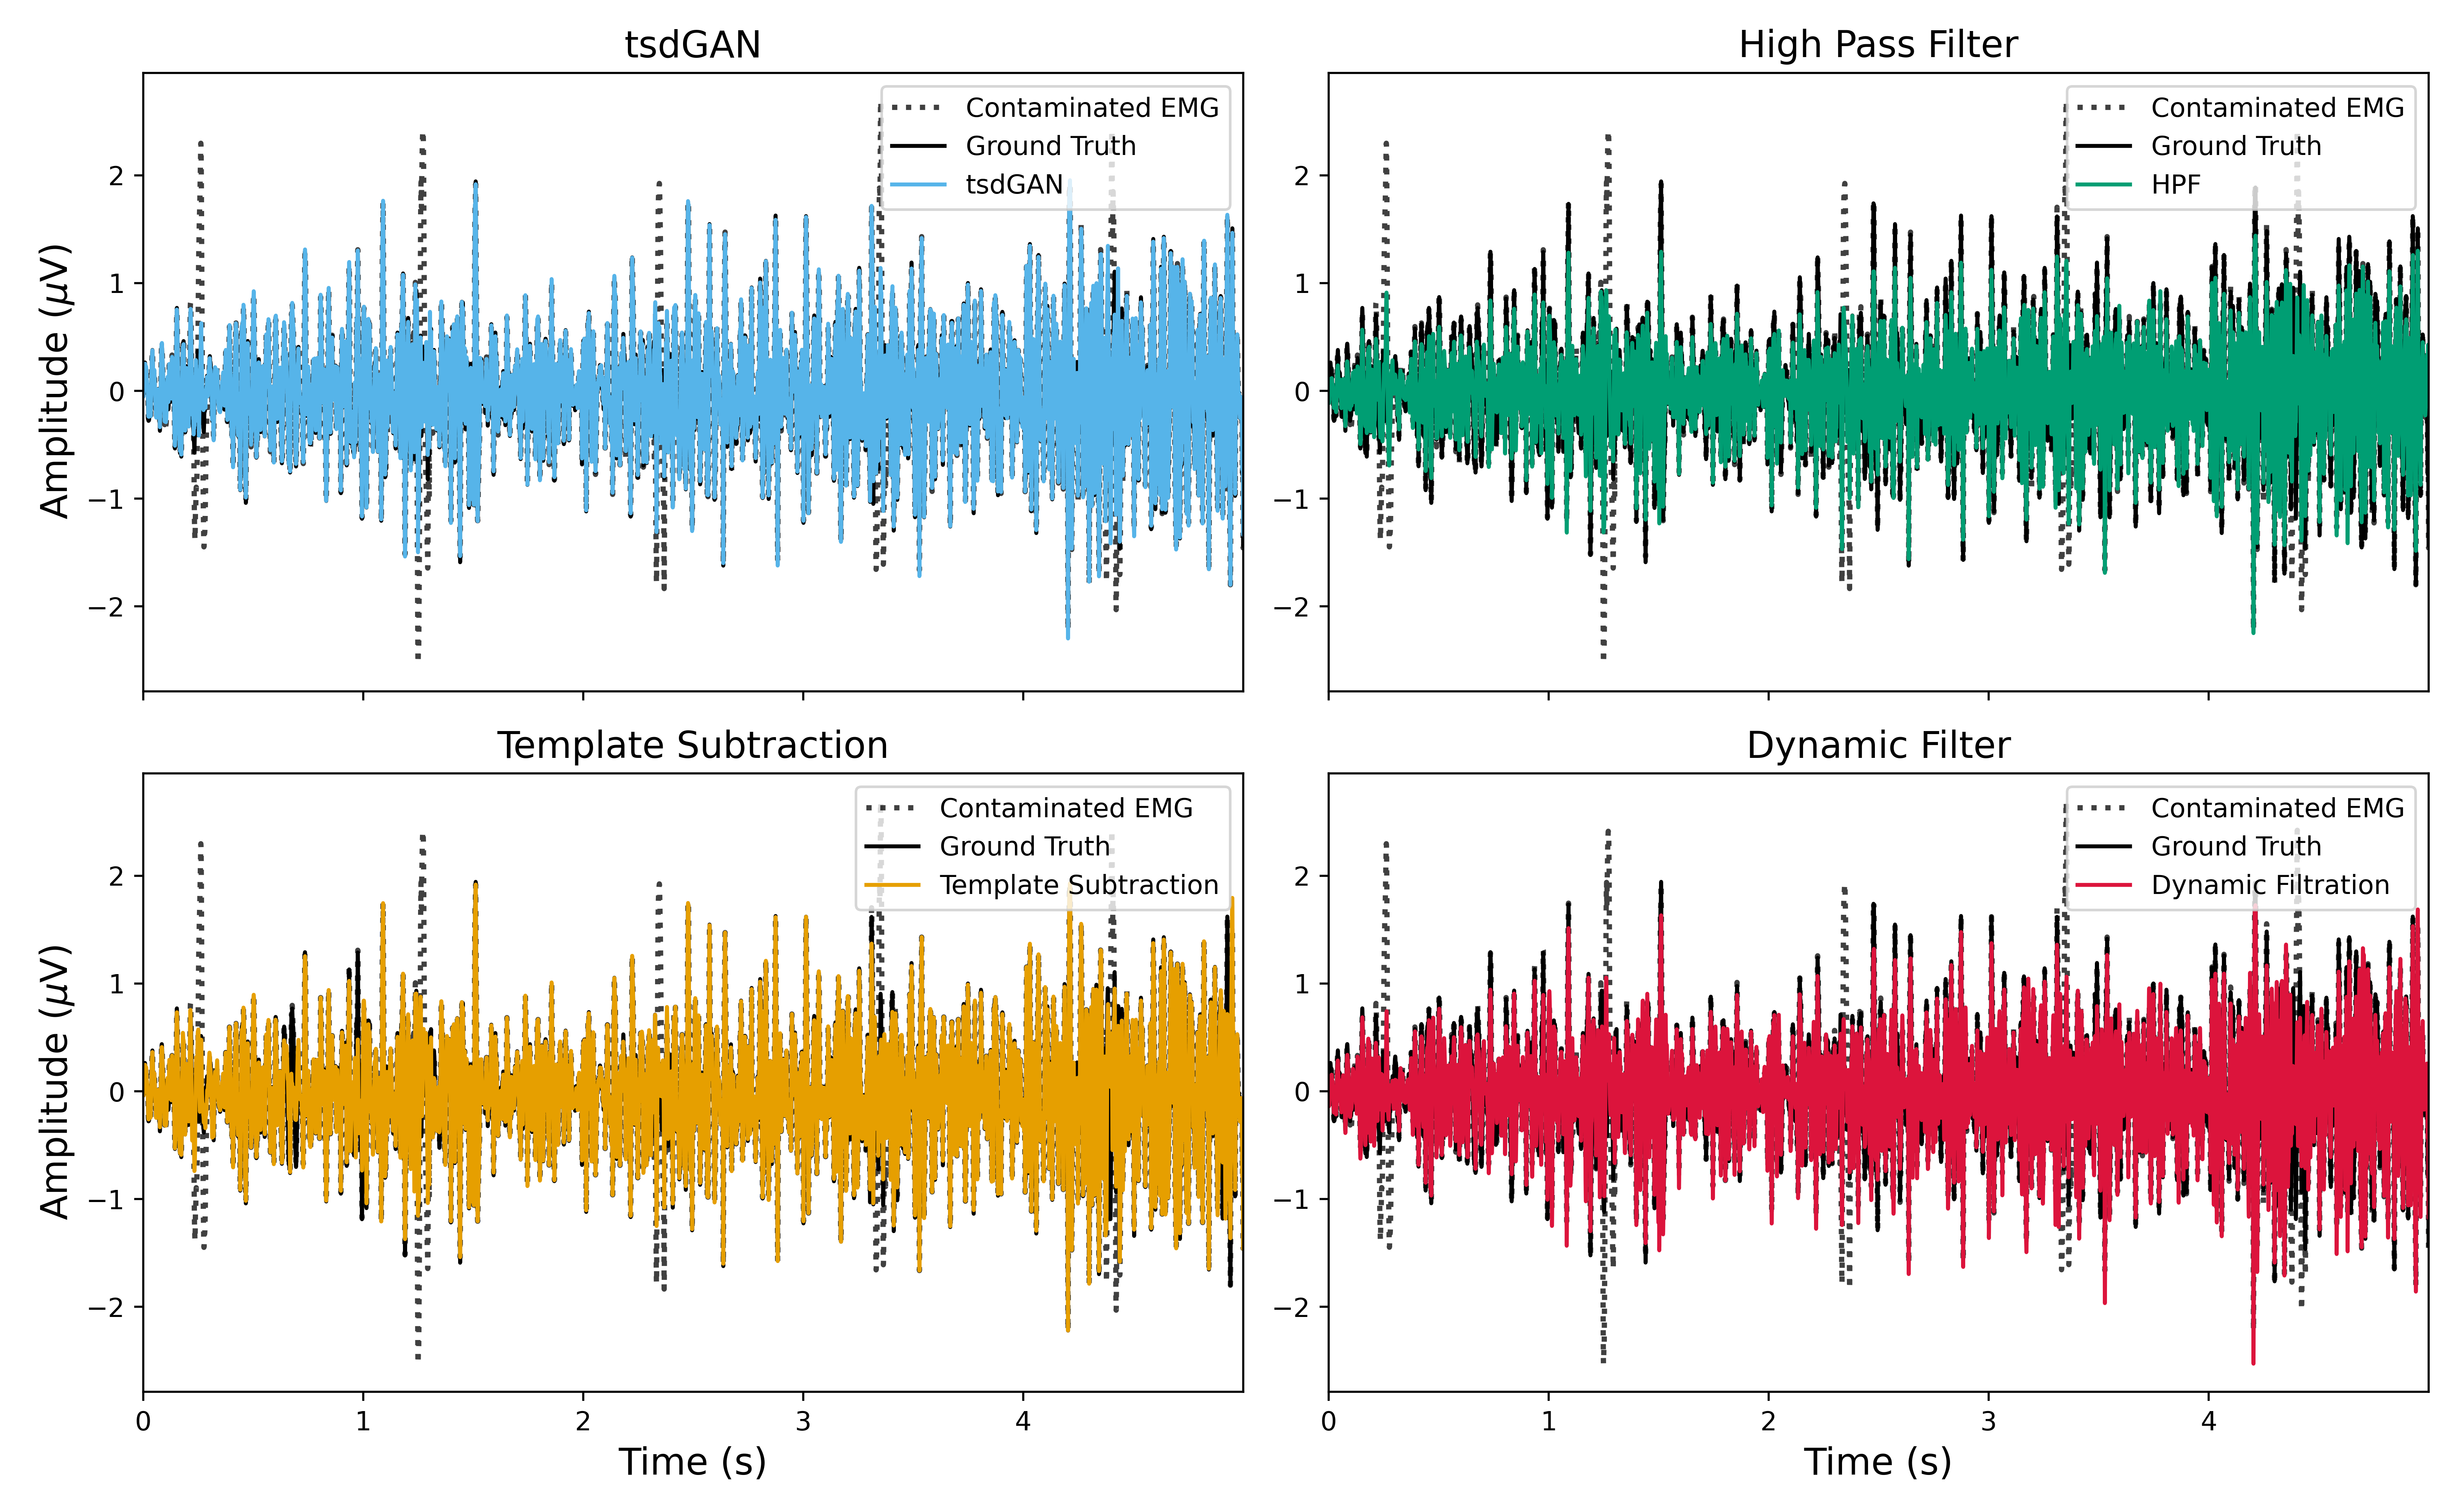 tsdGAN
Contaminated EMG
Ground Truth
tsdGAN
Amplitude (μV)
2
1
0
−1
−2
High Pass Filter
Contaminated EMG
Ground Truth
HPF
2
1
0
−1
−2
Template Subtraction
Contaminated EMG
Ground Truth
Template Subtraction
Amplitude (μV)
2
1
0
−1
−2
0 1 2 3 4
Time (s)
Dynamic Filter
Contaminated EMG
Ground Truth
Dynamic Filtration
2
1
0
−1
−2
0 1 2 3 4
Time (s)